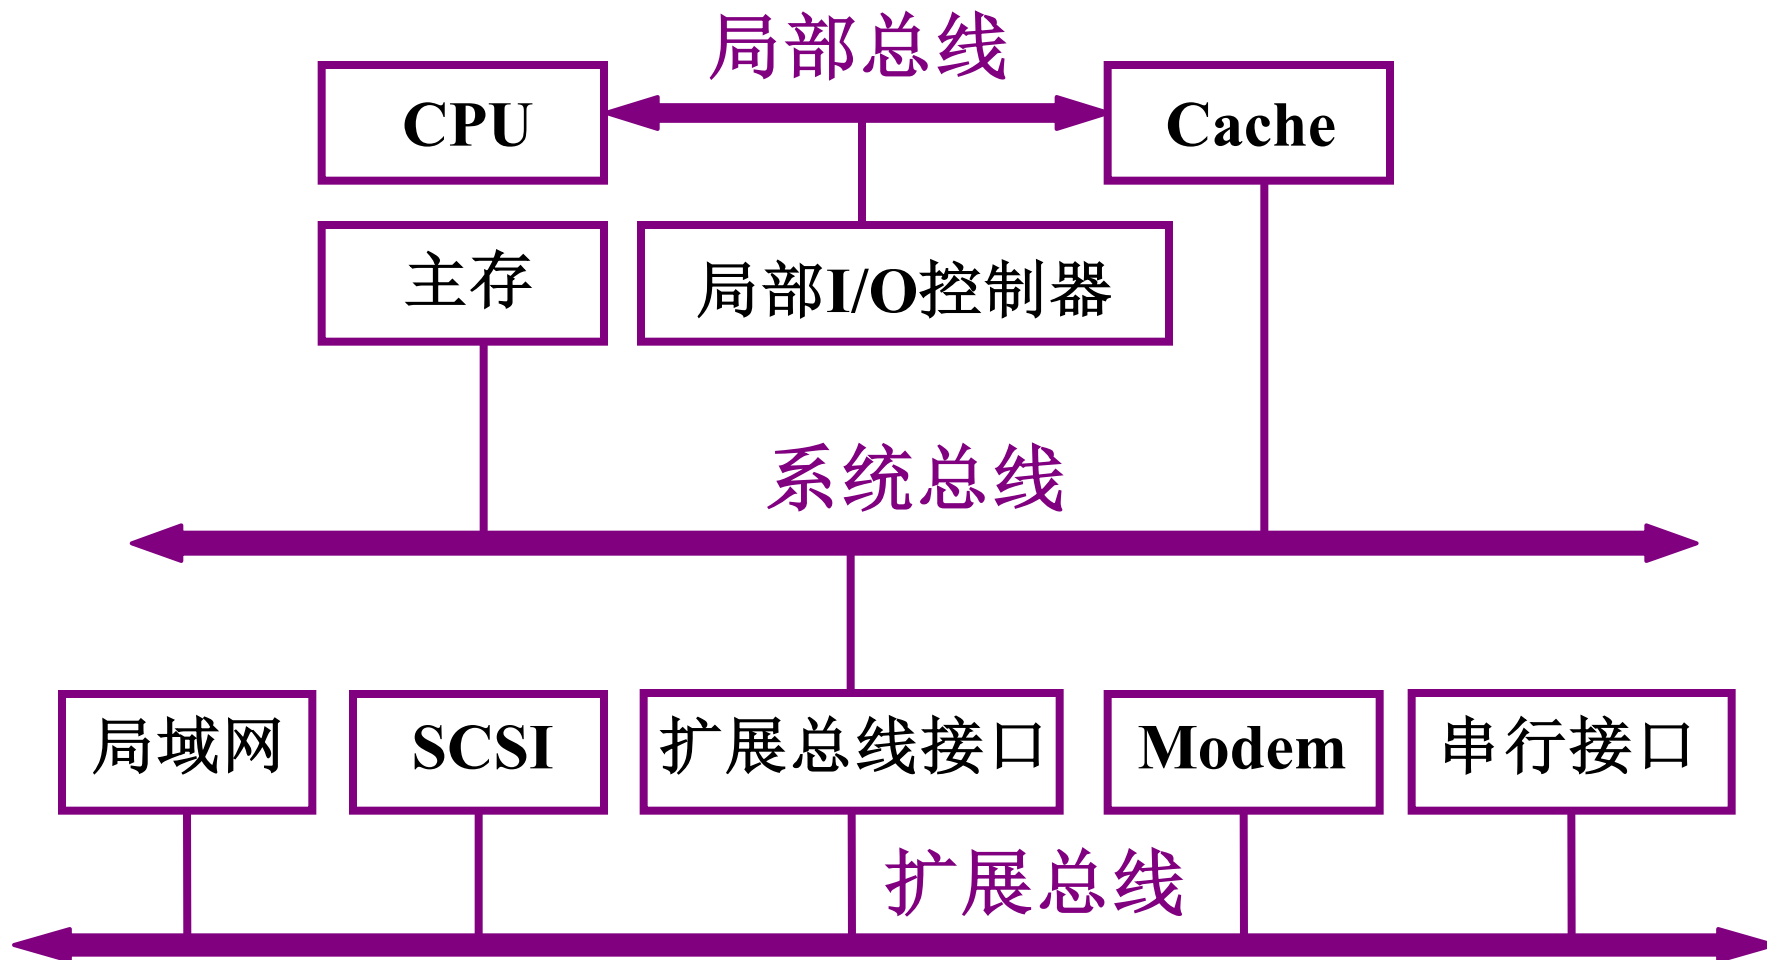 局部总线
CPU
Cache
主存
局部I/O控制器
系统总线
局域网
SCSI
扩展总线接口
Modem
串行接口
扩展总线